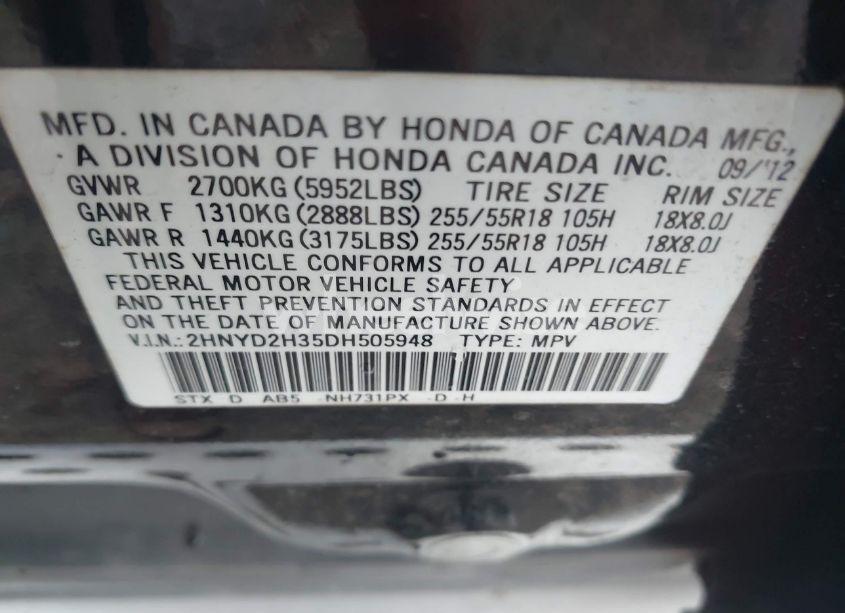 MFD. IN CANADA BY HONDA OF CANADA MFG.,
A DIVISION OF HONDA CANADA INC. 09/'12
GVWR 2700KG (5952LBS) TIRE SIZE RIM SIZE
GAWR F 1310KG (2888LBS) 255/55R18 105H 18X8.0J
GAWR R 1440KG (3175LBS) 255/55R18 105H 18X8.0J
THIS VEHICLE CONFORMS TO ALL APPLICABLE
FEDERAL MOTOR VEHICLE SAFETY
AND THEFT PREVENTION STANDARDS IN EFFECT
ON THE DATE OF MANUFACTURE SHOWN ABOVE.
V.I.N.: 2HNYD2H35DH505948 TYPE: MPV
STX D AB5 NH731PX -D -H